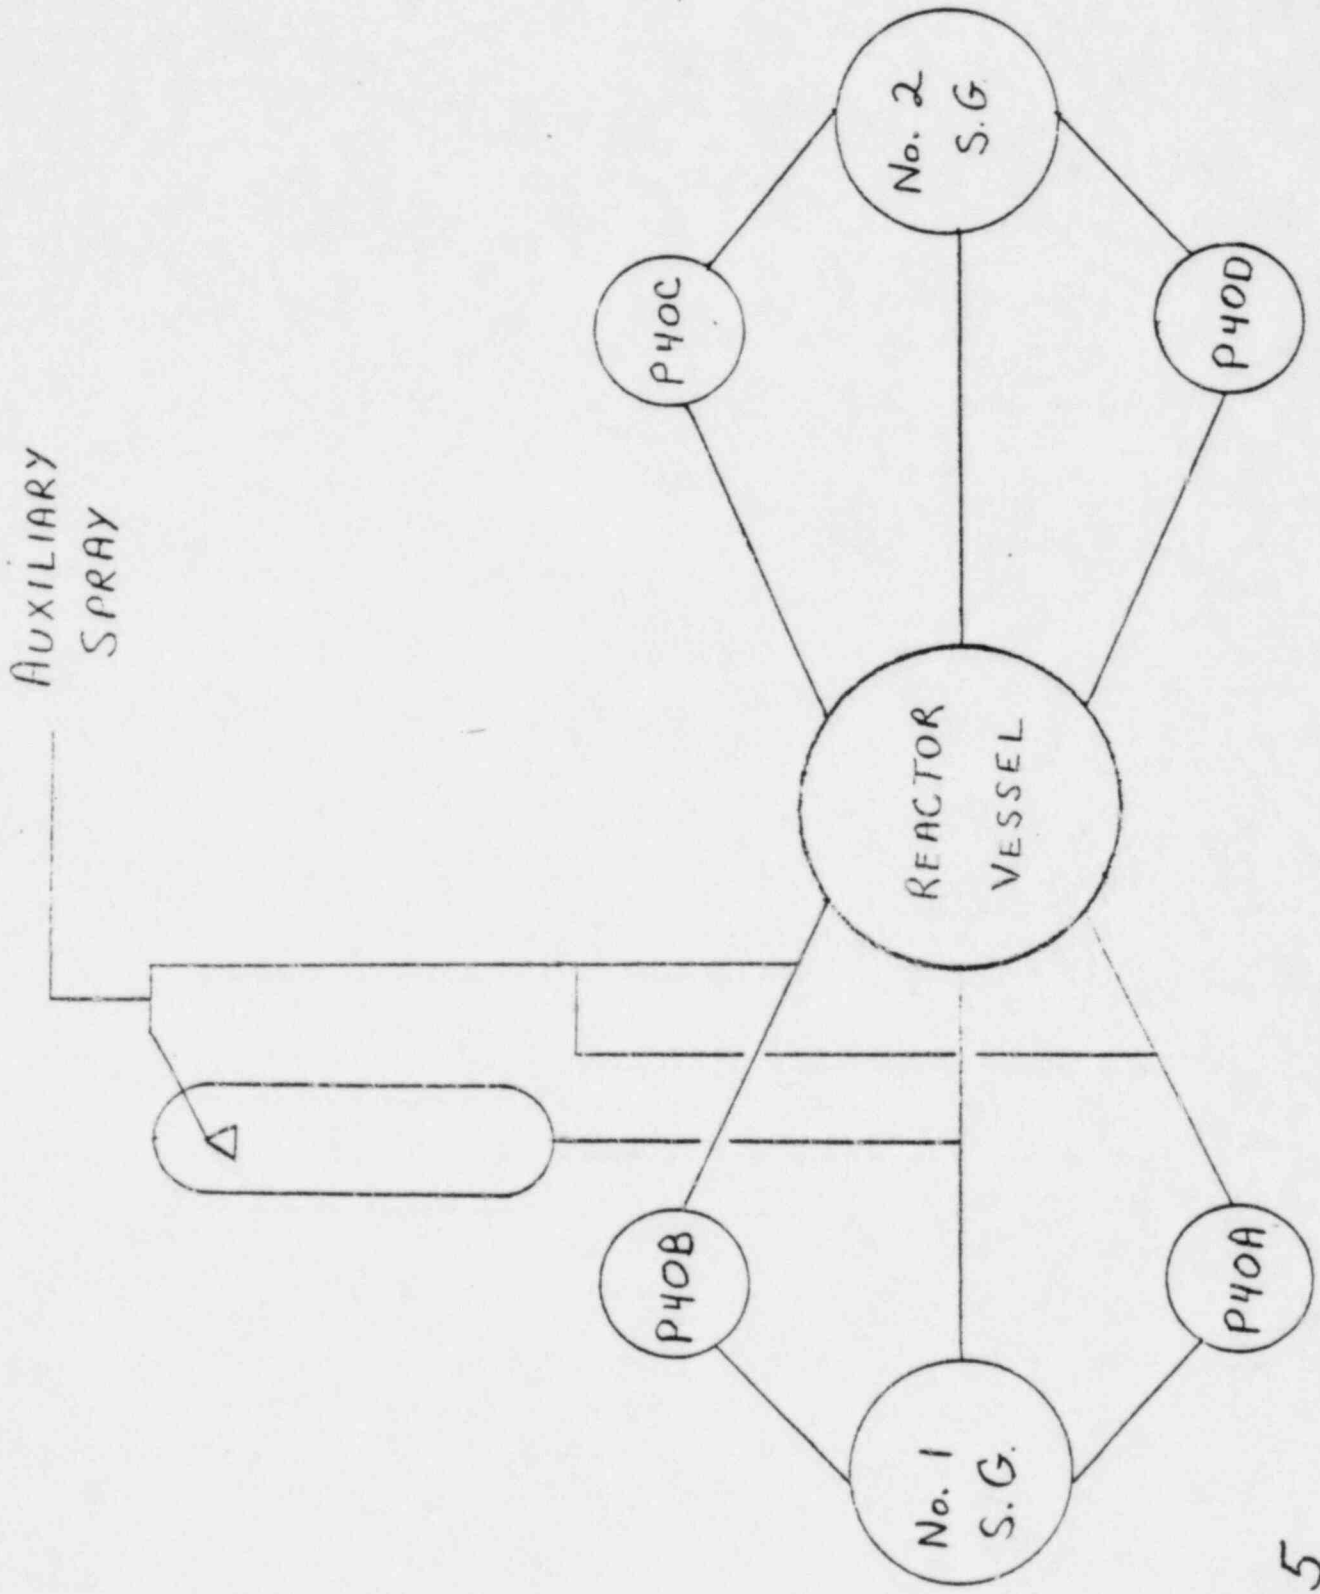 AUXILIARY
SPRAY
P40B
P40C
No. 1
S.G.
REACTOR
VESSEL
No. 2
S.G.
P40A
P40D
5